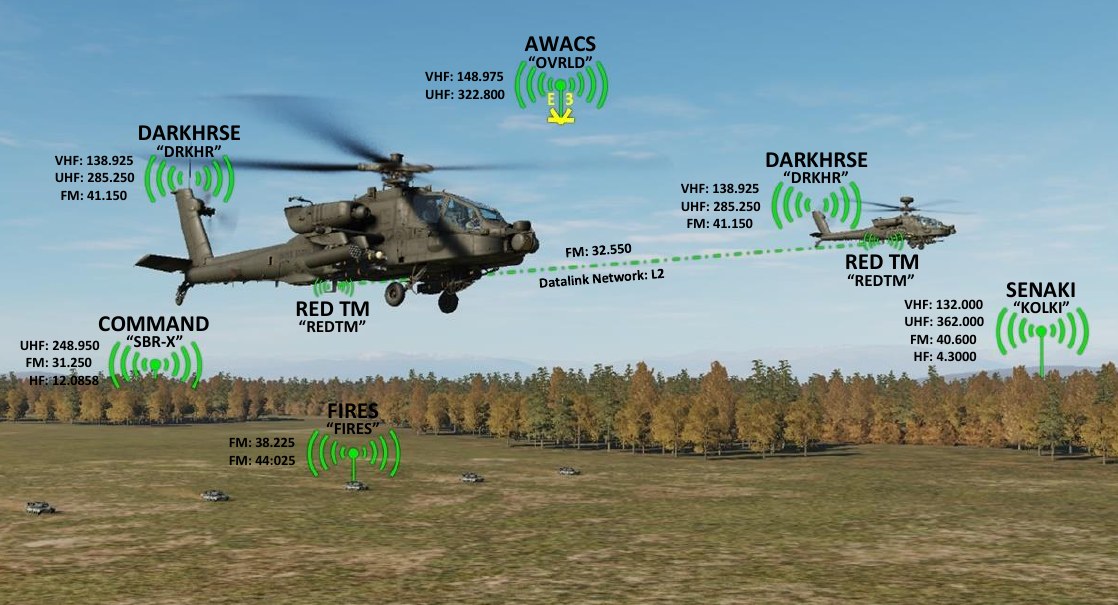 AWACS
“OVRLD”
VHF: 148.975
UHF: 322.800
E 3
DARKHRSE
“DRKHR”
VHF: 138.925
UHF: 285.250
FM: 41.150
DARKHRSE
“DRKHR”
VHF: 138.925
UHF: 285.250
FM: 41.150
FM: 32.550
Datalink Network: L2
RED TM
“REDTM”
RED TM
“REDTM”
SENAKI
“KOLKI”
VHF: 132.000
UHF: 362.000
FM: 40.600
HF: 4.3000
COMMAND
“SBR-X”
UHF: 248.950
FM: 31.250
HF: 12.0858
FIRES
“FIRES”
FM: 38.225
FM: 44:025